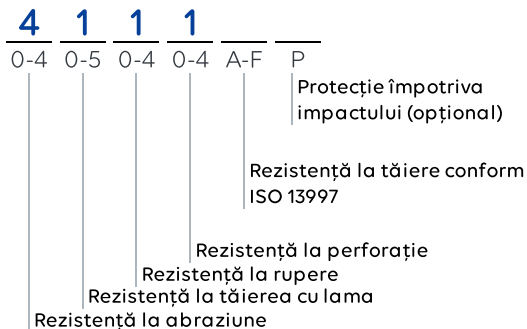 4 1 1 1
0-4 0-5 0-4 0-4 A-F P
Protecție împotriva
impactului (opțional)
Rezistență la tăiere conform
ISO 13997
Rezistență la perforație
Rezistență la rupere
Rezistență la tăierea cu lama
Rezistență la abraziune